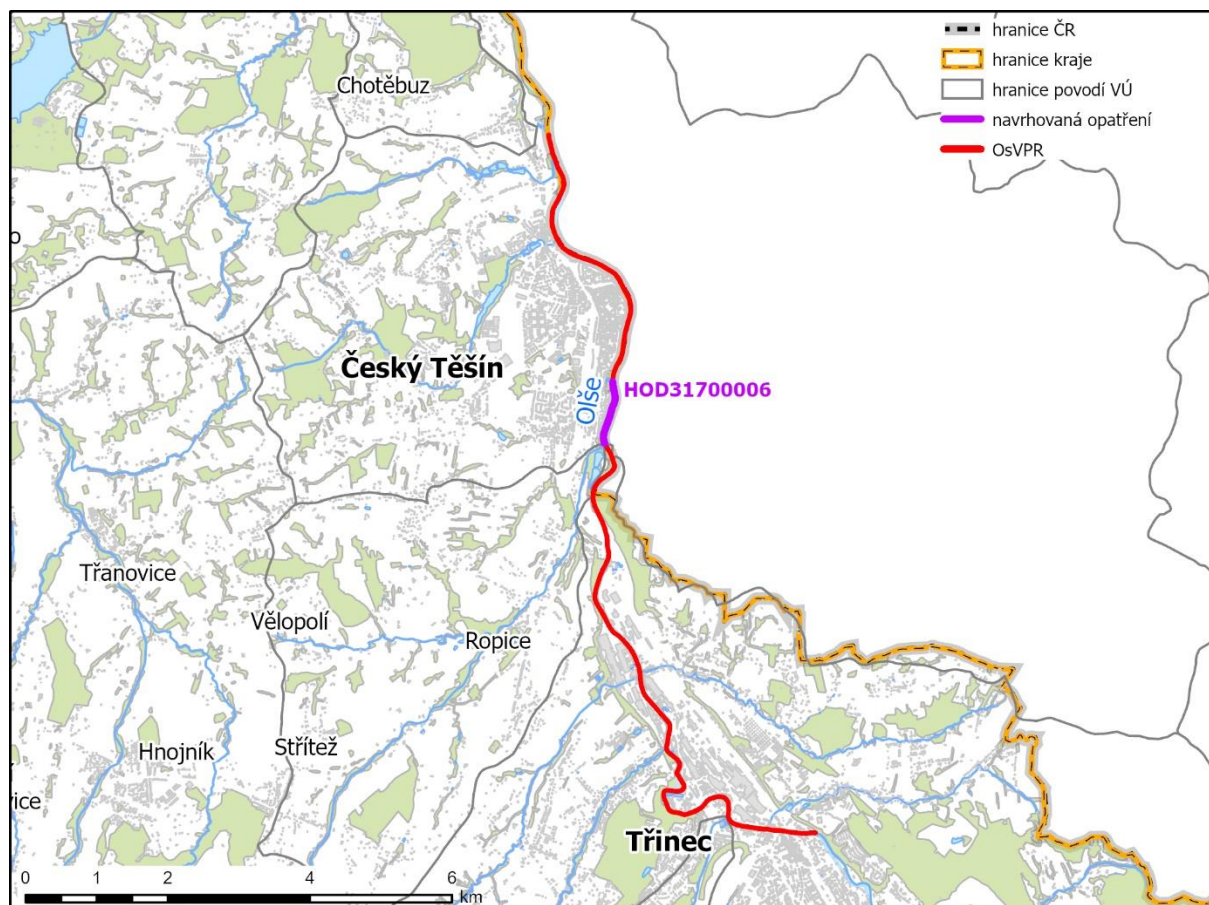 hranice ČR
hranice kraje
hranice povodí VÚ
navrhovaná opatření
OsVPR
Chotěbuz
o
Český Těšín
Olše
HOD31700006
Třanovice
Vělopolí
Ropice
Hnojník
Střítež
vice
Třinec
0 1 2 4 6
km